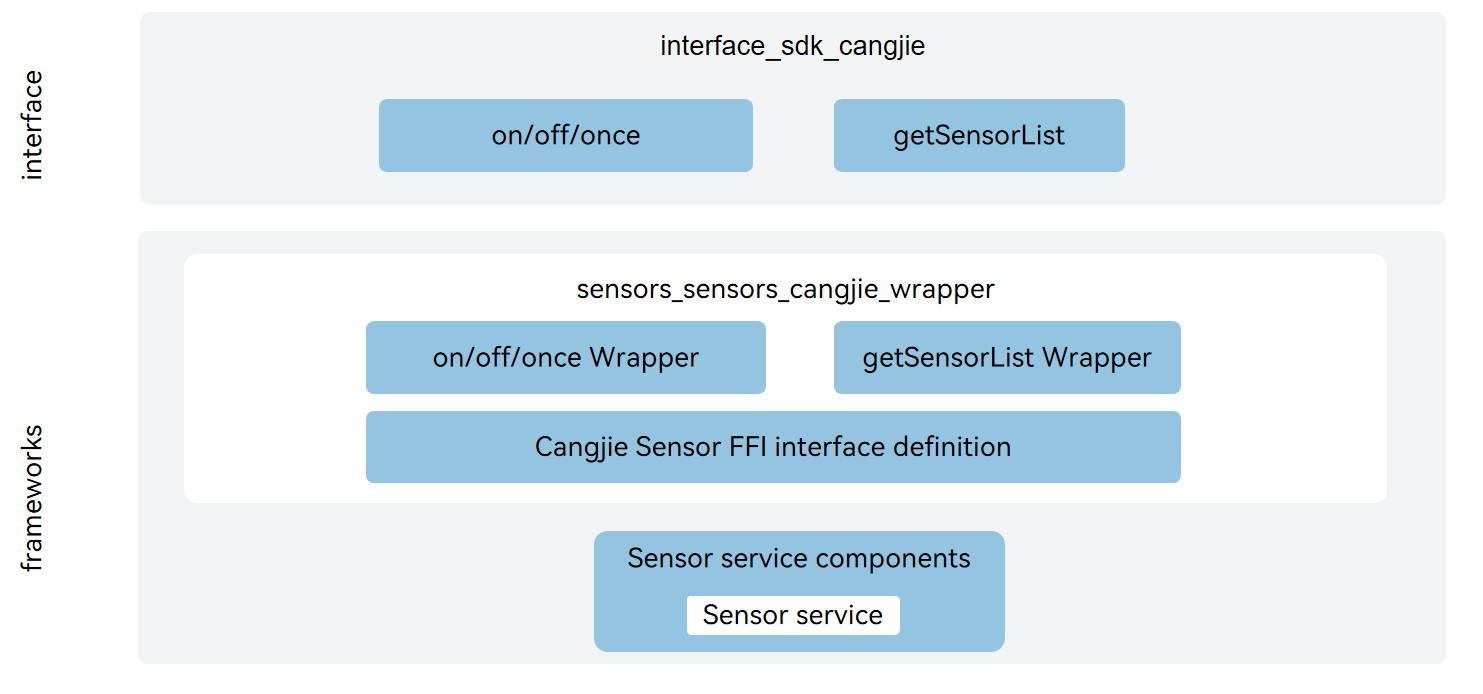 interface
interface_sdk_cangjie
on/off/once
getSensorList
frameworks
sensors_sensors_cangjie_wrapper
on/off/once Wrapper
getSensorList Wrapper
Cangjie Sensor FFI interface definition
Sensor service components
Sensor service